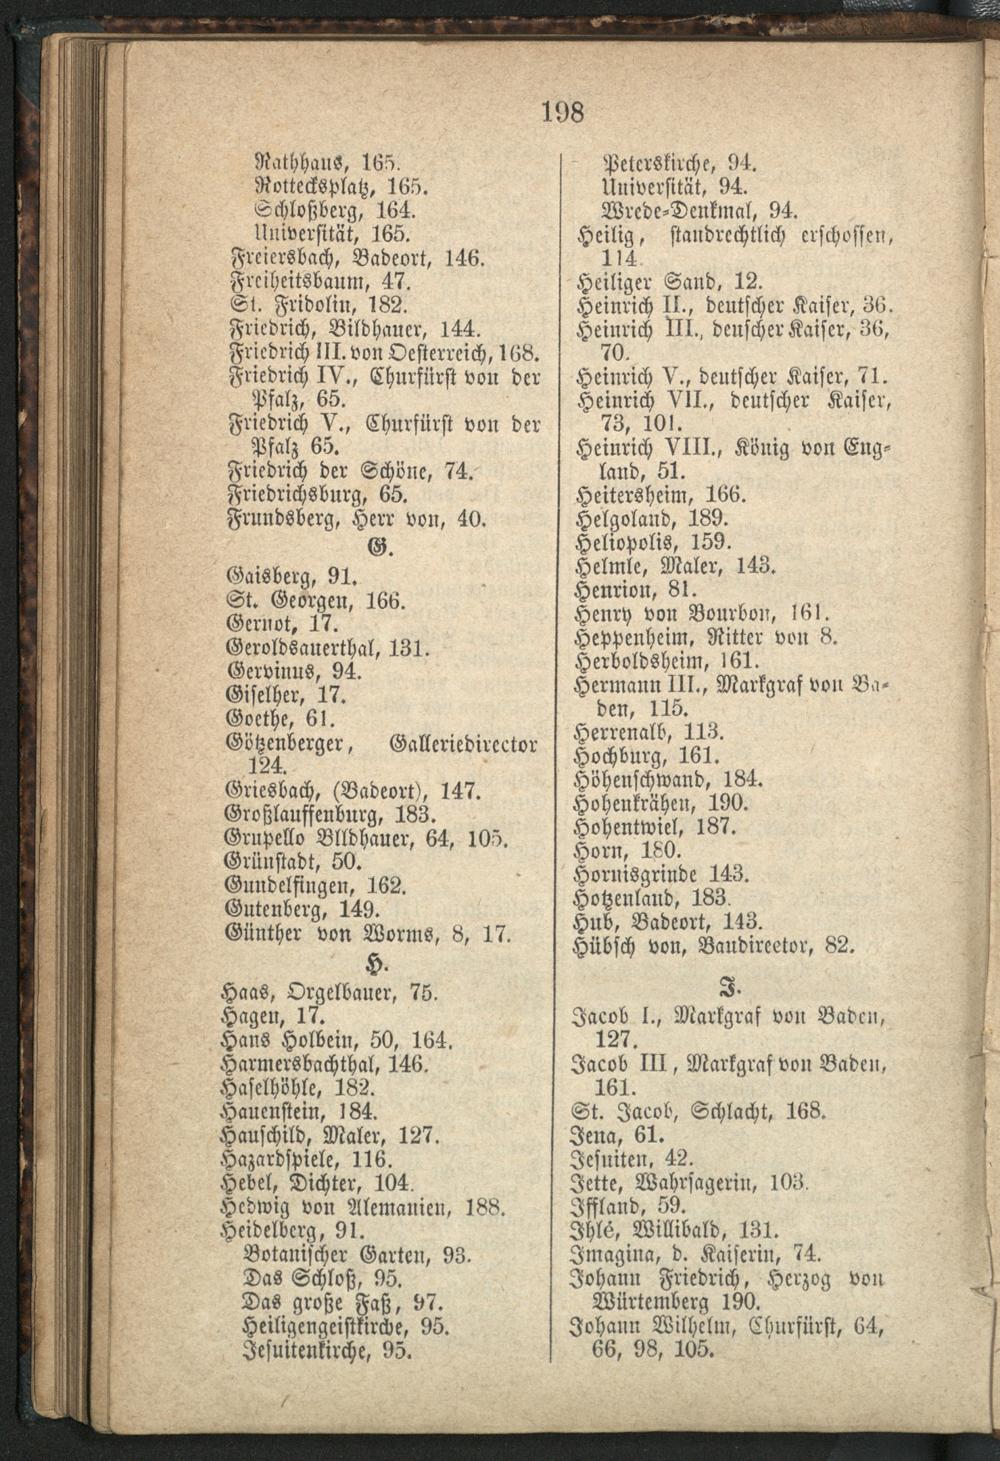 198
Rathhaus, 165.
Rottecksplatz, 165.
Schloßberg, 164.
Universität, 165.
Freiersbach, Badeort, 146.
Freiheitsbaum, 47.
St. Fridolin, 182.
Friedrich, Bildhauer, 144.
Friedrich III. von Oesterreich, 168.
Friedrich IV., Churfürst von der
Pfalz, 65.
Friedrich V., Churfürst von der
Pfalz 65.
Friedrich der Schöne, 74.
Friedrichsburg, 65.
Frundsberg, Herr von, 40.
G.
Gaisberg, 91.
St. Georgen, 166.
Gernot, 17.
Geroldsauerthal, 131.
Gervinus, 94.
Giselher, 17.
Goethe, 61.
Götzenberger, Galleriedirector
124.
Griesbach, (Badeort), 147.
Großlauffenburg, 183.
Grupello Blldhauer, 64, 105.
Grünstadt, 50.
Gundelfingen, 162.
Gutenberg, 149.
Günther von Worms, 8, 17.
H.
Haas, Orgelbauer, 75.
Hagen, 17.
Hans Holbein, 50, 164.
Harmersbachthal, 146.
Haselhöhle, 182.
Hauenstein, 184.
Hauschild, Maler, 127.
Hazardspiele, 116.
Hebel, Dichter, 104.
Hedwig von Alemanien, 188.
Heidelberg, 91.
Botanischer Garten, 93.
Das Schloß, 95.
Das große Faß, 97.
Heiligengeistkirche, 95.
Jesuitenkirche, 95.
Peterskirche, 94.
Universität, 94.
Wrede-Denkmal, 94.
Heilig, standrechtlich erschossen,
114.
Heiliger Sand, 12.
Heinrich II., deutscher Kaiser, 36.
Heinrich III., deuscher Kaiser, 36,
70.
Heinrich V., deutscher Kaiser, 71.
Heinrich VII., deutscher Kaiser,
73, 101.
Heinrich VIII., König von Eng-
land, 51.
Heitersheim, 166.
Helgoland, 189.
Heliopolis, 159.
Helmle, Maler, 143.
Henrion, 81.
Henry von Bourbon, 161.
Heppenheim, Ritter von 8.
Herboldsheim, 161.
Hermann III., Markgraf von Ba-
den, 115.
Herrenalb, 113.
Hochburg, 161.
Höhenschwand, 184.
Hohenkrähen, 190.
Hohentwiel, 187.
Horn, 180.
Hornisgrinde 143.
Hotzenland, 183.
Hub, Badeort, 143.
Hübsch von, Baudireetor, 82.
J.
Jacob I., Markgraf von Baden,
127.
Jacob III, Markgraf von Baden,
161.
St. Jacob, Schlacht, 168.
Jena, 61.
Jesuiten, 42.
Jette, Wahrsagerin, 103.
Iffland, 59.
Ihlé, Willibald, 131.
Imagina, d. Kaiserin, 74.
Johann Friedrich, Herzog von
Würtemberg 190.
Johann Wilhelm, Churfürst, 64,
66, 98, 105.